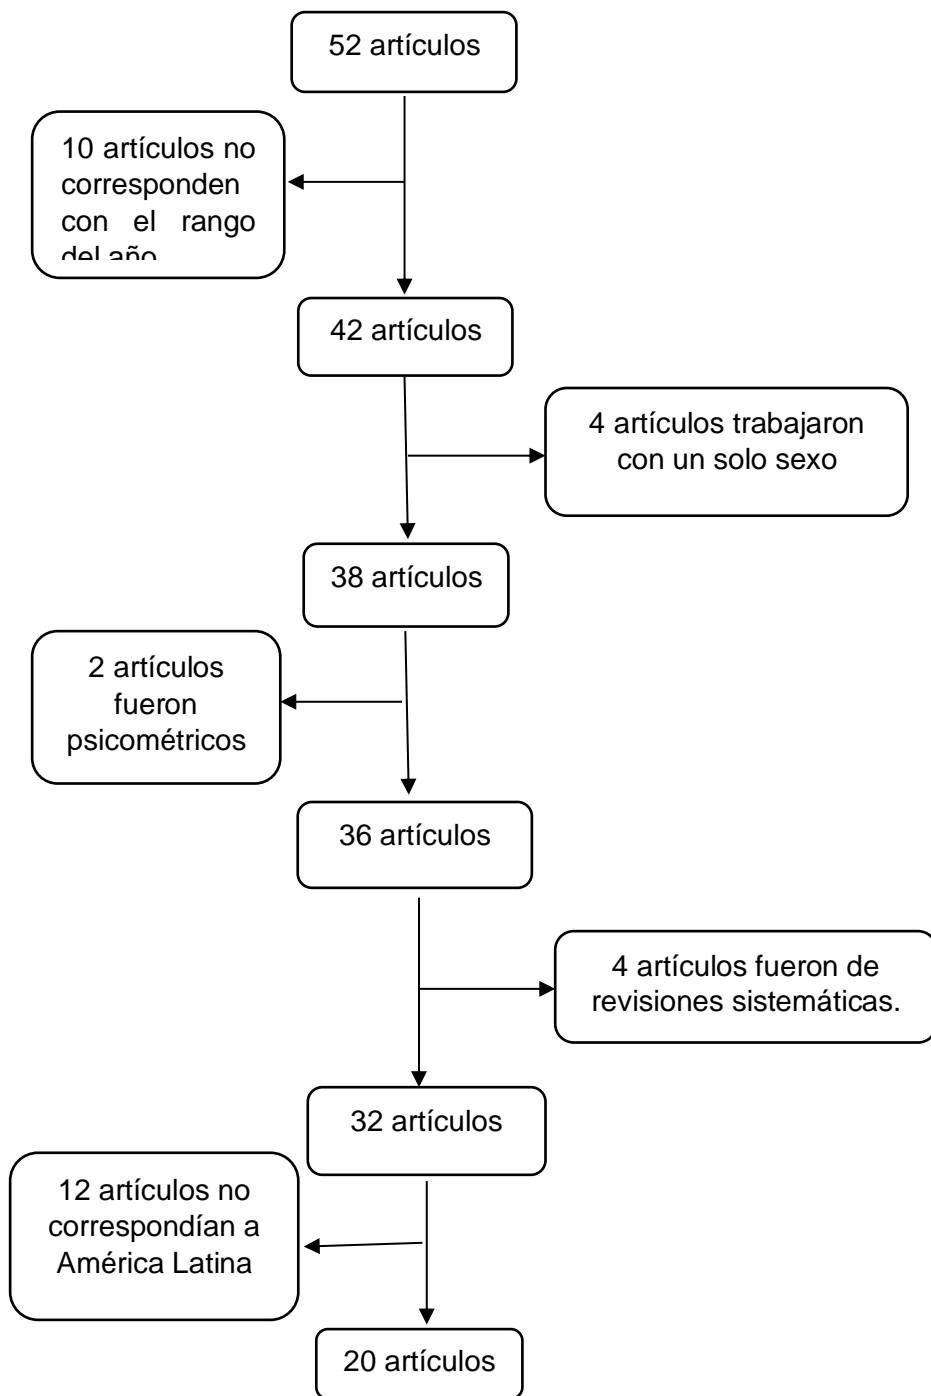 52 artículos
10 artículos no
corresponden
con el rango
del año
42 artículos
4 artículos trabajaron
con un solo sexo
38 artículos
2 artículos
fueron
psicométricos
36 artículos
4 artículos fueron de
revisiones sistemáticas.
32 artículos
12 artículos no
correspondían a
América Latina
20 artículos